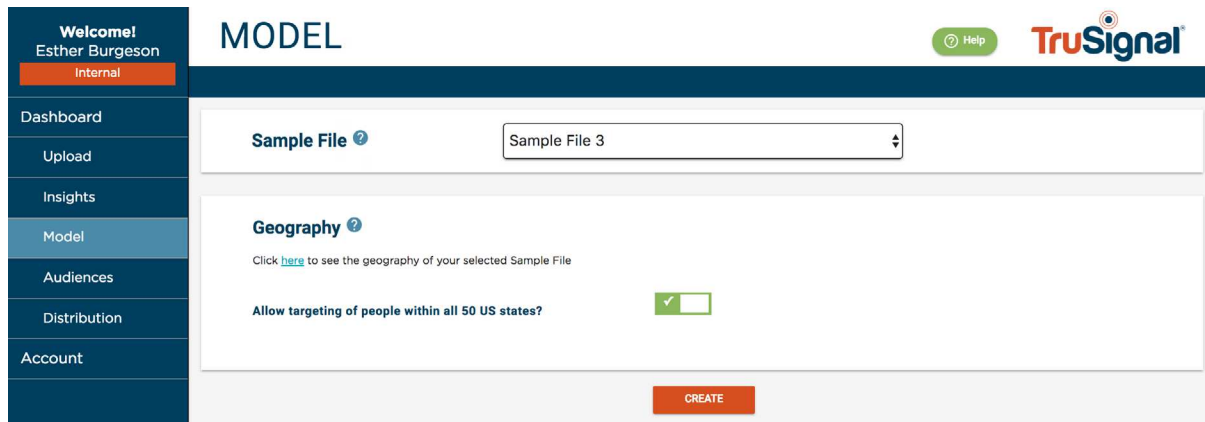 Welcome!
Esther Burgeson
Internal
Dashboard
Upload
Insights
Model
Audiences
Distribution
Account
MODEL
? Help
TruSignal
Sample File ?
Sample File 3
Geography ?
Click here to see the geography of your selected Sample File
Allow targeting of people within all 50 US states?
CREATE